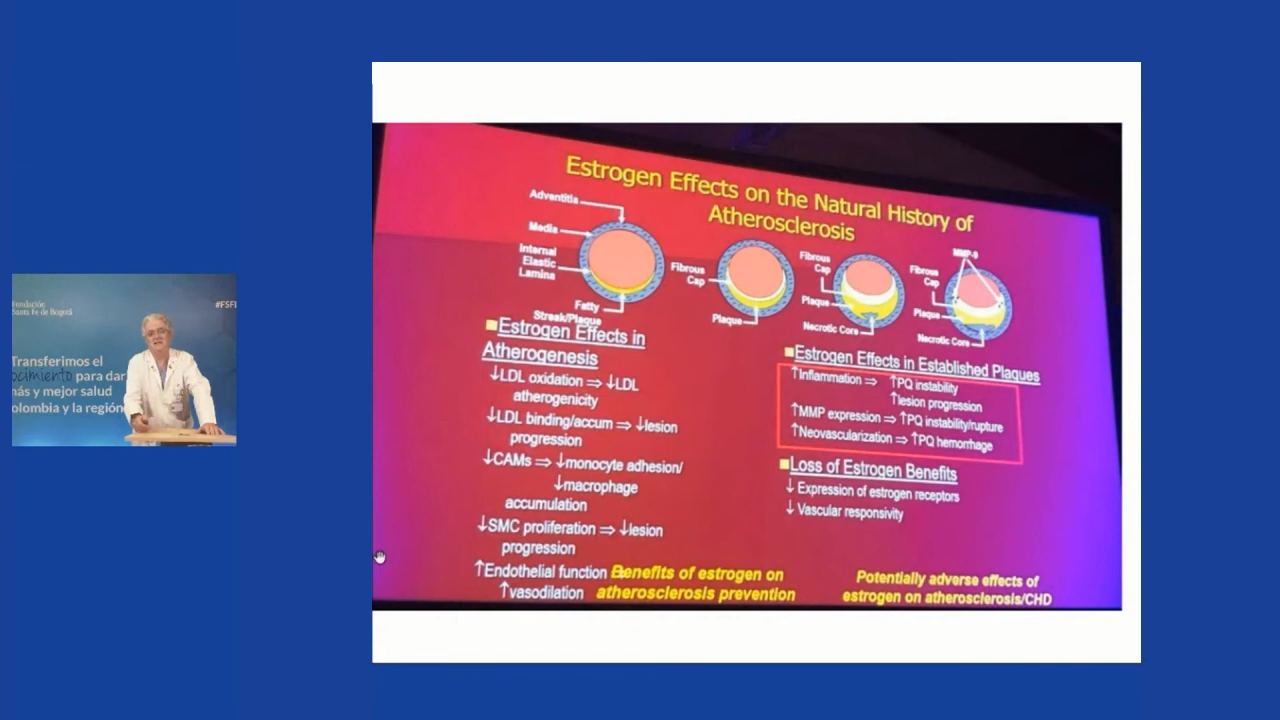 Fundación
Santa Fe de Bogotá
#FSFI
Transferimos el
para dar
más y mejor salud
olombia y la región
Estrogen Effects on the Natural History of
Atherosclerosis
Adventitia
Media
Internal
Elastic
Lamina
Fatty
Streak/Plaque
Fibrous
Cap
Plaque
Fibrous
Cap
Plaque
Necrotic Core
MMP-9
Fibrous
Cap
Plaque
Necrotic Core
Estrogen Effects in
Atherogenesis
↓LDL oxidation ⇒ ↓LDL
atherogenicity
↓LDL binding/accum ⇒ ↓lesion
progression
↓CAMs ⇒ ↓monocyte adhesion/
↓macrophage
accumulation
↓SMC proliferation ⇒ ↓lesion
progression
↑Endothelial function ⇒
↑vasodilation
Benefits of estrogen on
atherosclerosis prevention
Estrogen Effects in Established Plaques
↑Inflammation ⇒ ↑PQ instability
↑lesion progression
↑MMP expression ⇒ ↑PQ instability/rupture
↑Neovascularization ⇒ ↑PQ hemorrhage
Loss of Estrogen Benefits
↓ Expression of estrogen receptors
↓ Vascular responsivity
Potentially adverse effects of
estrogen on atherosclerosis/CHD